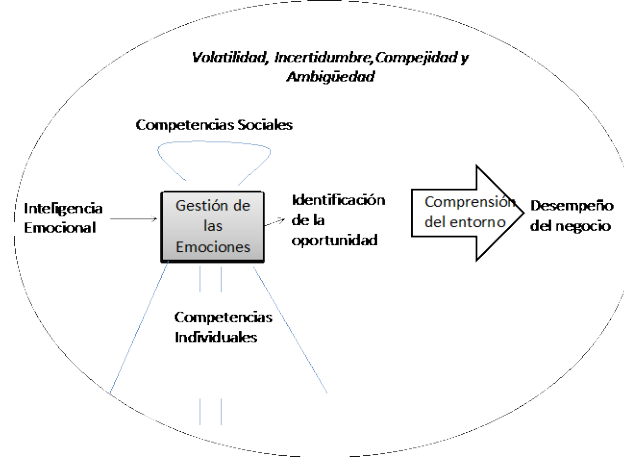 Volatilidad, Incertidumbre,Compejidad y
Ambigüedad
Competencias Sociales
Inteligencia
Emocional
Gestión de
las
Emociones
Identificación
de la
oportunidad
Comprensión
del entorno
Desempeño
del negocio
Competencias
Individuales